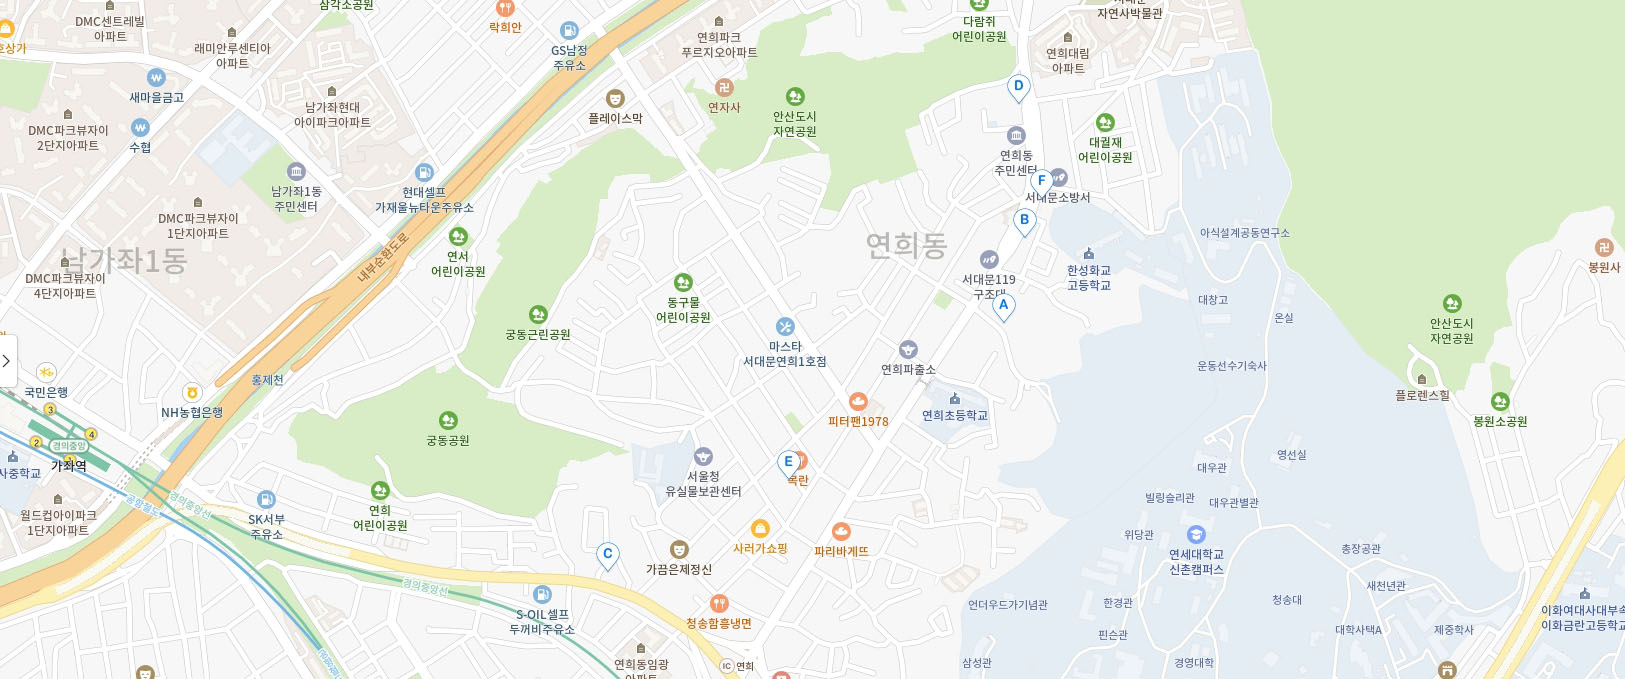 DMC센트레빌
아파트
삼각소공원
락희안
GS남정
주유소
연희파크
푸르지오아파트
다람쥐
어린이공원
자연사박물관
래미안루센티아
아파트
연희대림
아파트
새마을금고
D
남가좌현대
아이파크아파트
연자사
플레이스막
안산도시
자연공원
DMC파크뷰자이
2단지아파트
수협
연희동
주민센터
대궐재
어린이공원
남가좌1동
주민센터
현대셀프
가재울뉴타운주유소
F
서대문소방서
DMC파크뷰자이
1단지아파트
B
아식설계공동연구소
남가좌1동
내부순환도로
연희동
연서
어린이공원
한성화교
고등학교
봉원사
DMC파크뷰자이
4단지아파트
서대문119
구조대
동구물
어린이공원
A
대창고
온실
궁동근린공원
안산도시
자연공원
마스타
서대문연희1호점
연희파출소
운동선수기숙사
국민은행
홍제천
플로렌스힐
NH농협은행
3
연희초등학교
피터팬1978
봉원소공원
4
2
경의중앙
1
가좌역
궁동공원
사중학교
E
옥란
영선실
대우관
서울청
유실물보관센터
빌링슬리관
대우관별관
공항철도
경의중앙선
월드컵아이파크
1단지아파트
SK서부
주유소
연희
어린이공원
사러가쇼핑
파리바게뜨
위당관
연세대학교
신촌캠퍼스
총장공관
C
가끔은제정신
새천년관
경의중앙선
S-OIL셀프
두꺼비주유소
청송함흥냉면
언더우드가기념관
한경관
청송대
이화여대사대부속
이화금란고등학교
핀슨관
대학사택A
제중학사
연희동임광
아파트
IC
연희
삼성관
경영대학